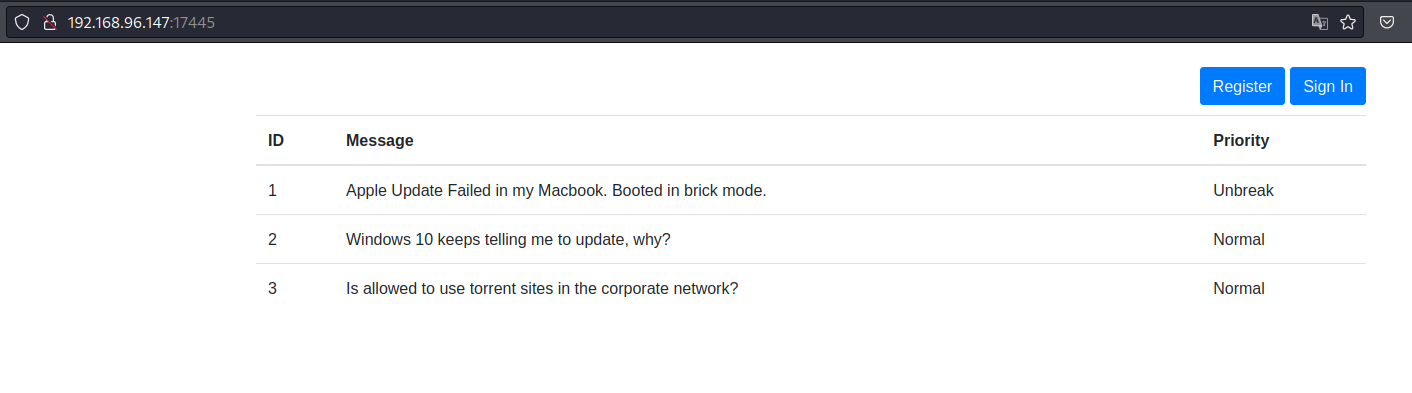 192.168.96.147:17445
Register Sign In
ID Message Priority
1 Apple Update Failed in my Macbook. Booted in brick mode. Unbreak
2 Windows 10 keeps telling me to update, why? Normal
3 Is allowed to use torrent sites in the corporate network? Normal